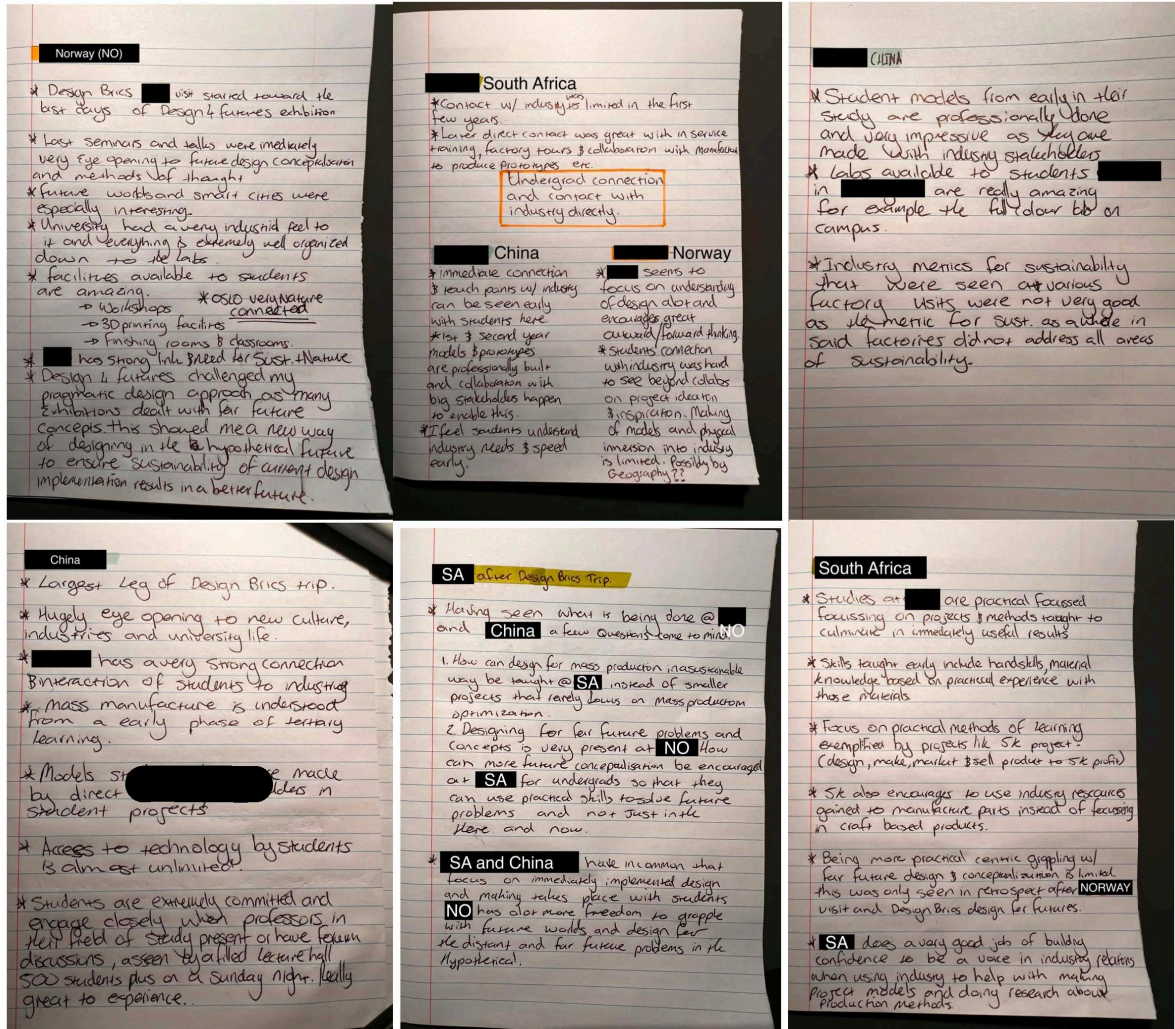 Norway (NO)
* Design Brics visit started toward the
last days of Design 4 futures exhibition
* Last seminars and talks were imediately
very Eye opening to future design conceptalisation
and methods of thought
* future worlds and smart cities were
especially interesting.
* University had a very industrial feel to
it and everything is extremely well organized
down to the labs.
* facilities available to students
are amazing.
→ Workshops
→ 3D printing facilites
→ Finishing rooms & classrooms.
* OSLO very Nature
connected
* has strong link & need for Sust + Nature
* Design 4 futures challenged my
pragmatic design approach as many
Exhibitions dealt with far future
concepts. this showed me a new way
of designing in the hypothetical future
to ensure sustainability of current design
implementation results in a better future.
South Africa
* Contact w/ industry was limited in the first
few years.
* Later direct contact was great with in service
training, factory tours & collaboration with manufactur
to produce prototypes etc.
Undergrad connection
and contact with
industry directly.
China
* immediate connection
& touch points w/ industry
can be seen early
with students here.
* 1st & second year
models & prototypes
are professionally built
and collaboration with
big stakeholders happen
to enable this.
* I feel students understand
industry needs & speed
early.
Norway
* seems to
focus on understanding
of design alot and
encourages great
outward/forward thinking.
* Students connection
with industry was hard
to see beyond collabs
on project ideation
& inspiration. Making
of models and physical
immersion into industry
is limited. Possibly by
Geography??
CHINA
* Student models from early in their
study are professionally done
and very impressive as they are
made with industry stakeholders
* Labs available to students
in are really amazing
for example the full colour lab on
campus.
* Industry metrics for sustainability
that were seen at various
factory visits were not very good
as the metric for sust. as a whole in
said factories did not address all areas
of sustainability.
China
* Largest Leg of Design Brics trip.
* Hugely eye opening to new culture,
industries and university life.
* has a very strong connection
& interaction of students to industries
* mass manufacture is understood
from a early phase of tertiary
learning.
* Models made
by direct in
student projects
* Access to technology by students
is almost unlimited.
* Students are extremely committed and
engage closely when professors in
their field of study present or have forum
discussions, as seen by a filled lecture hall
500 students plus on a Sunday night. Really
great to experience..
SA after Design Brics Trip.
* Having seen what is being done @ NO
and China a few Questions come to mind
1. How can design for mass production in a sustainable
way be taught @ SA instead of smaller
projects that rarely focus on mass production
optimization.
2. Designing for far future problems and
concepts is very present at NO How
can more future concepalisation be encouraged
at SA for undergrads so that they
can use practical skills to solve future
problems and not Just in the
Here and now.
* SA and China have in common that
focus on immediately implemented design
and making takes place with students
NO has alot more freedom to grapple
with future worlds and design for
the distant and far future problems in the
Hypothetical.
South Africa
* Studies at are practical focussed
focussing on projects & methods taught to
culminate in immediately useful results
* Skills taught early include handskills, material
knowledge based on practical experience with
those materials.
* Focus on practical methods of learning
exemplified by projects lik 5k project.
(design, make, market & sell product to 5k profit)
* 5k also encourages to use industry resources
gained to manufacture parts instead of focussing
in craft based products.
* Being more practical centric grappling w/
far future design & conceptualization is limited.
this was only seen in retrospect after NORWAY
visit and Design Brics design for futures.
* SA does a very good job of building
confidence to be a voice in industry relations
when using industry to help with making
Project models and doing research about
Production methods